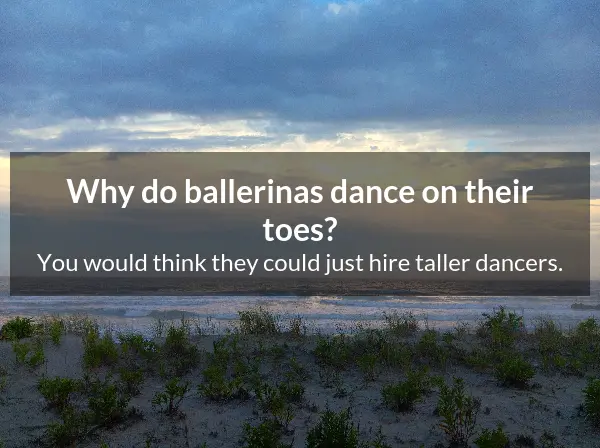 Why do ballerinas dance on their
toes?
You would think they could just hire taller dancers.